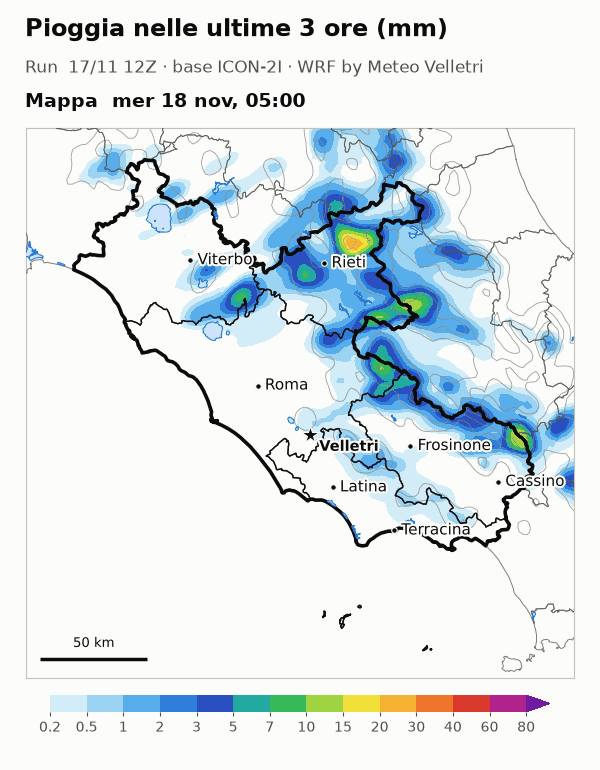 Pioggia nelle ultime 3 ore (mm)
Run  17/11 12Z · base ICON-2I · WRF by Meteo Velletri
Mappa  mer 18 nov, 05:00
Viterbo
Rieti
Roma
Velletri
Frosinone
Latina
Cassino
Terracina
50 km
0.2 0.5 1 2 3 5 7 10 15 20 30 40 60 80